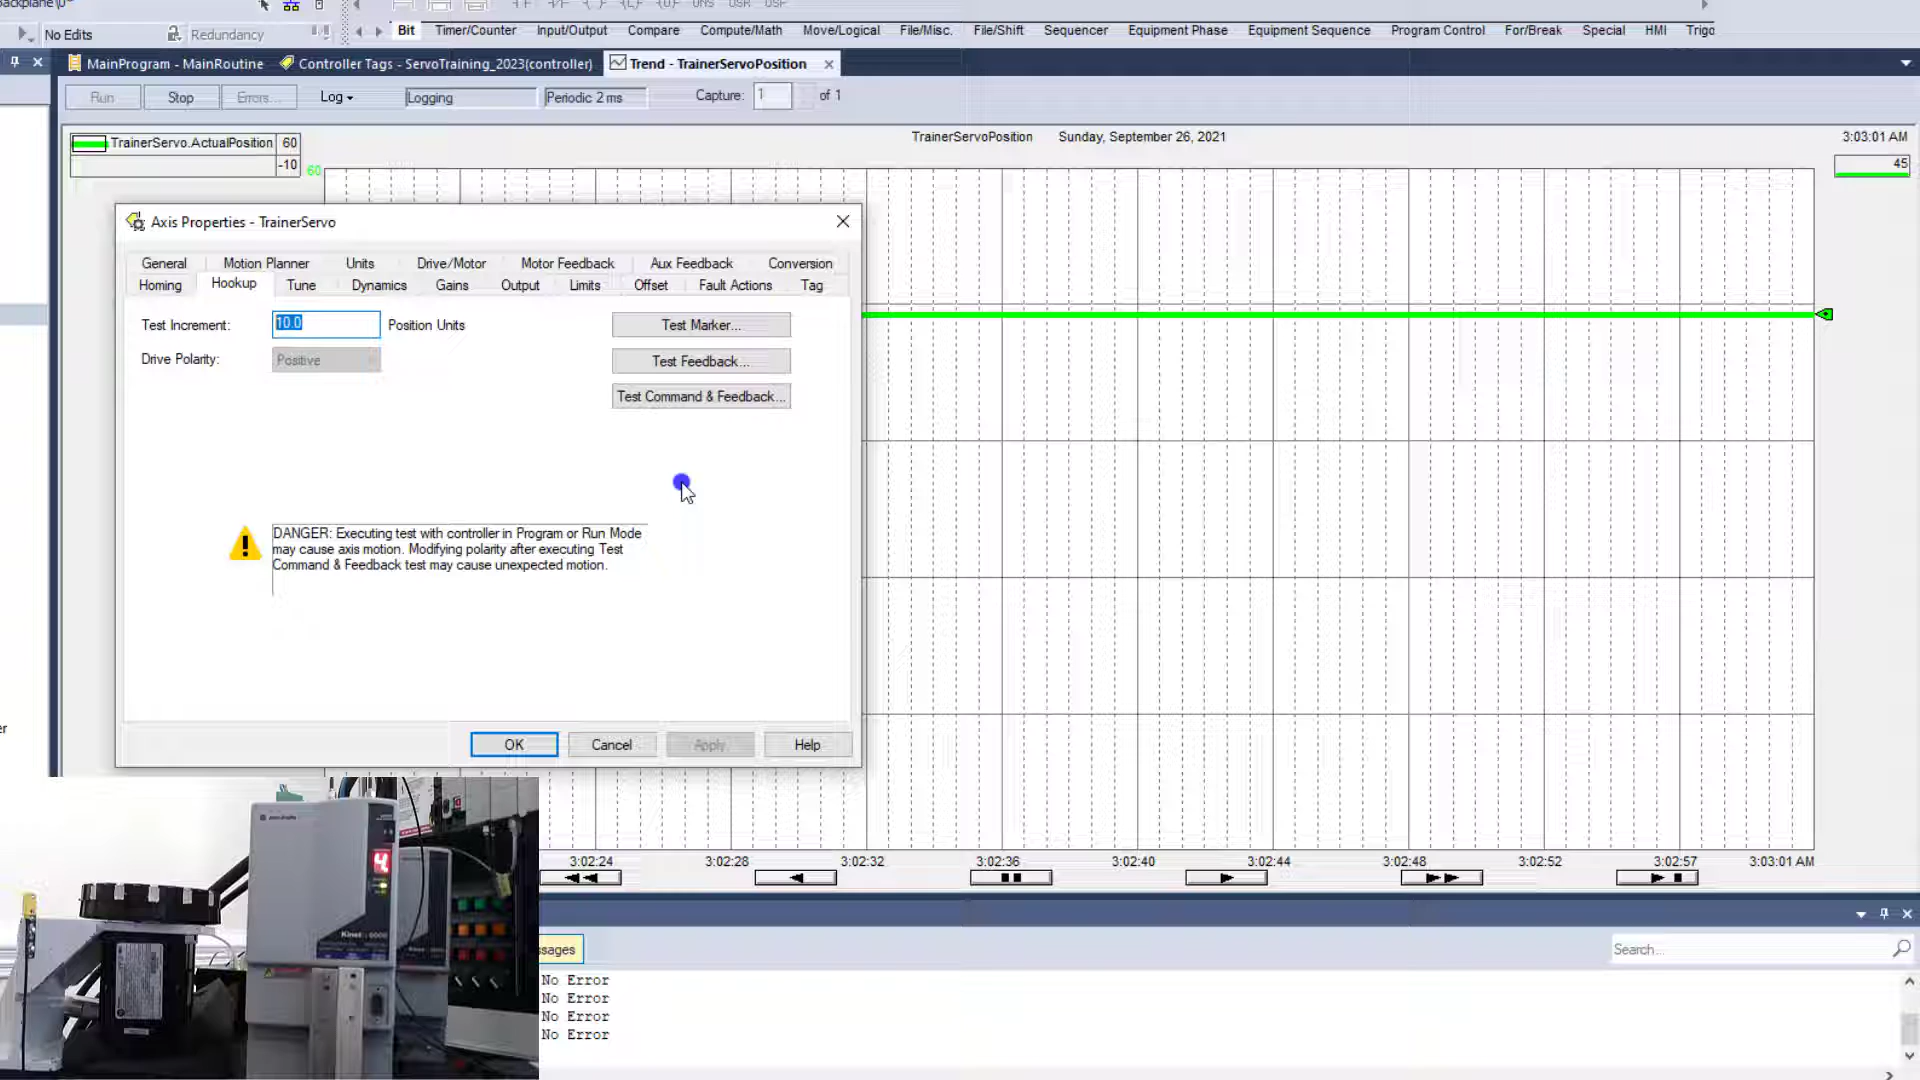 No Edits
Redundancy
Bit Timer/Counter Input/Output Compare Compute/Math Move/Logical File/Misc. File/Shift Sequencer Equipment Phase Equipment Sequence Program Control For/Break Special HMI Trigo
MainProgram - MainRoutine
Controller Tags - ServoTraining_2023(controller)
Trend - TrainerServoPosition
Run Stop Errors... Log Logging Periodic 2 ms Capture: 1 of 1
TrainerServo.ActualPosition 60
-10
60
TrainerServoPosition Sunday, September 26, 2021 3:03:01 AM
45
Axis Properties - TrainerServo
General Motion Planner Units Drive/Motor Motor Feedback Aux Feedback Conversion
Homing Hookup Tune Dynamics Gains Output Limits Offset Fault Actions Tag
Test Increment: 10.0 Position Units Test Marker...
Drive Polarity: Positive Test Feedback...
Test Command & Feedback...
DANGER: Executing test with controller in Program or Run Mode
may cause axis motion. Modifying polarity after executing Test
Command & Feedback test may cause unexpected motion.
OK Cancel Apply Help
3:02:24 3:02:28 3:02:32 3:02:36 3:02:40 3:02:44 3:02:48 3:02:52 3:02:57 3:03:01 AM
ssages
Search...
No Error
No Error
No Error
No Error
4.